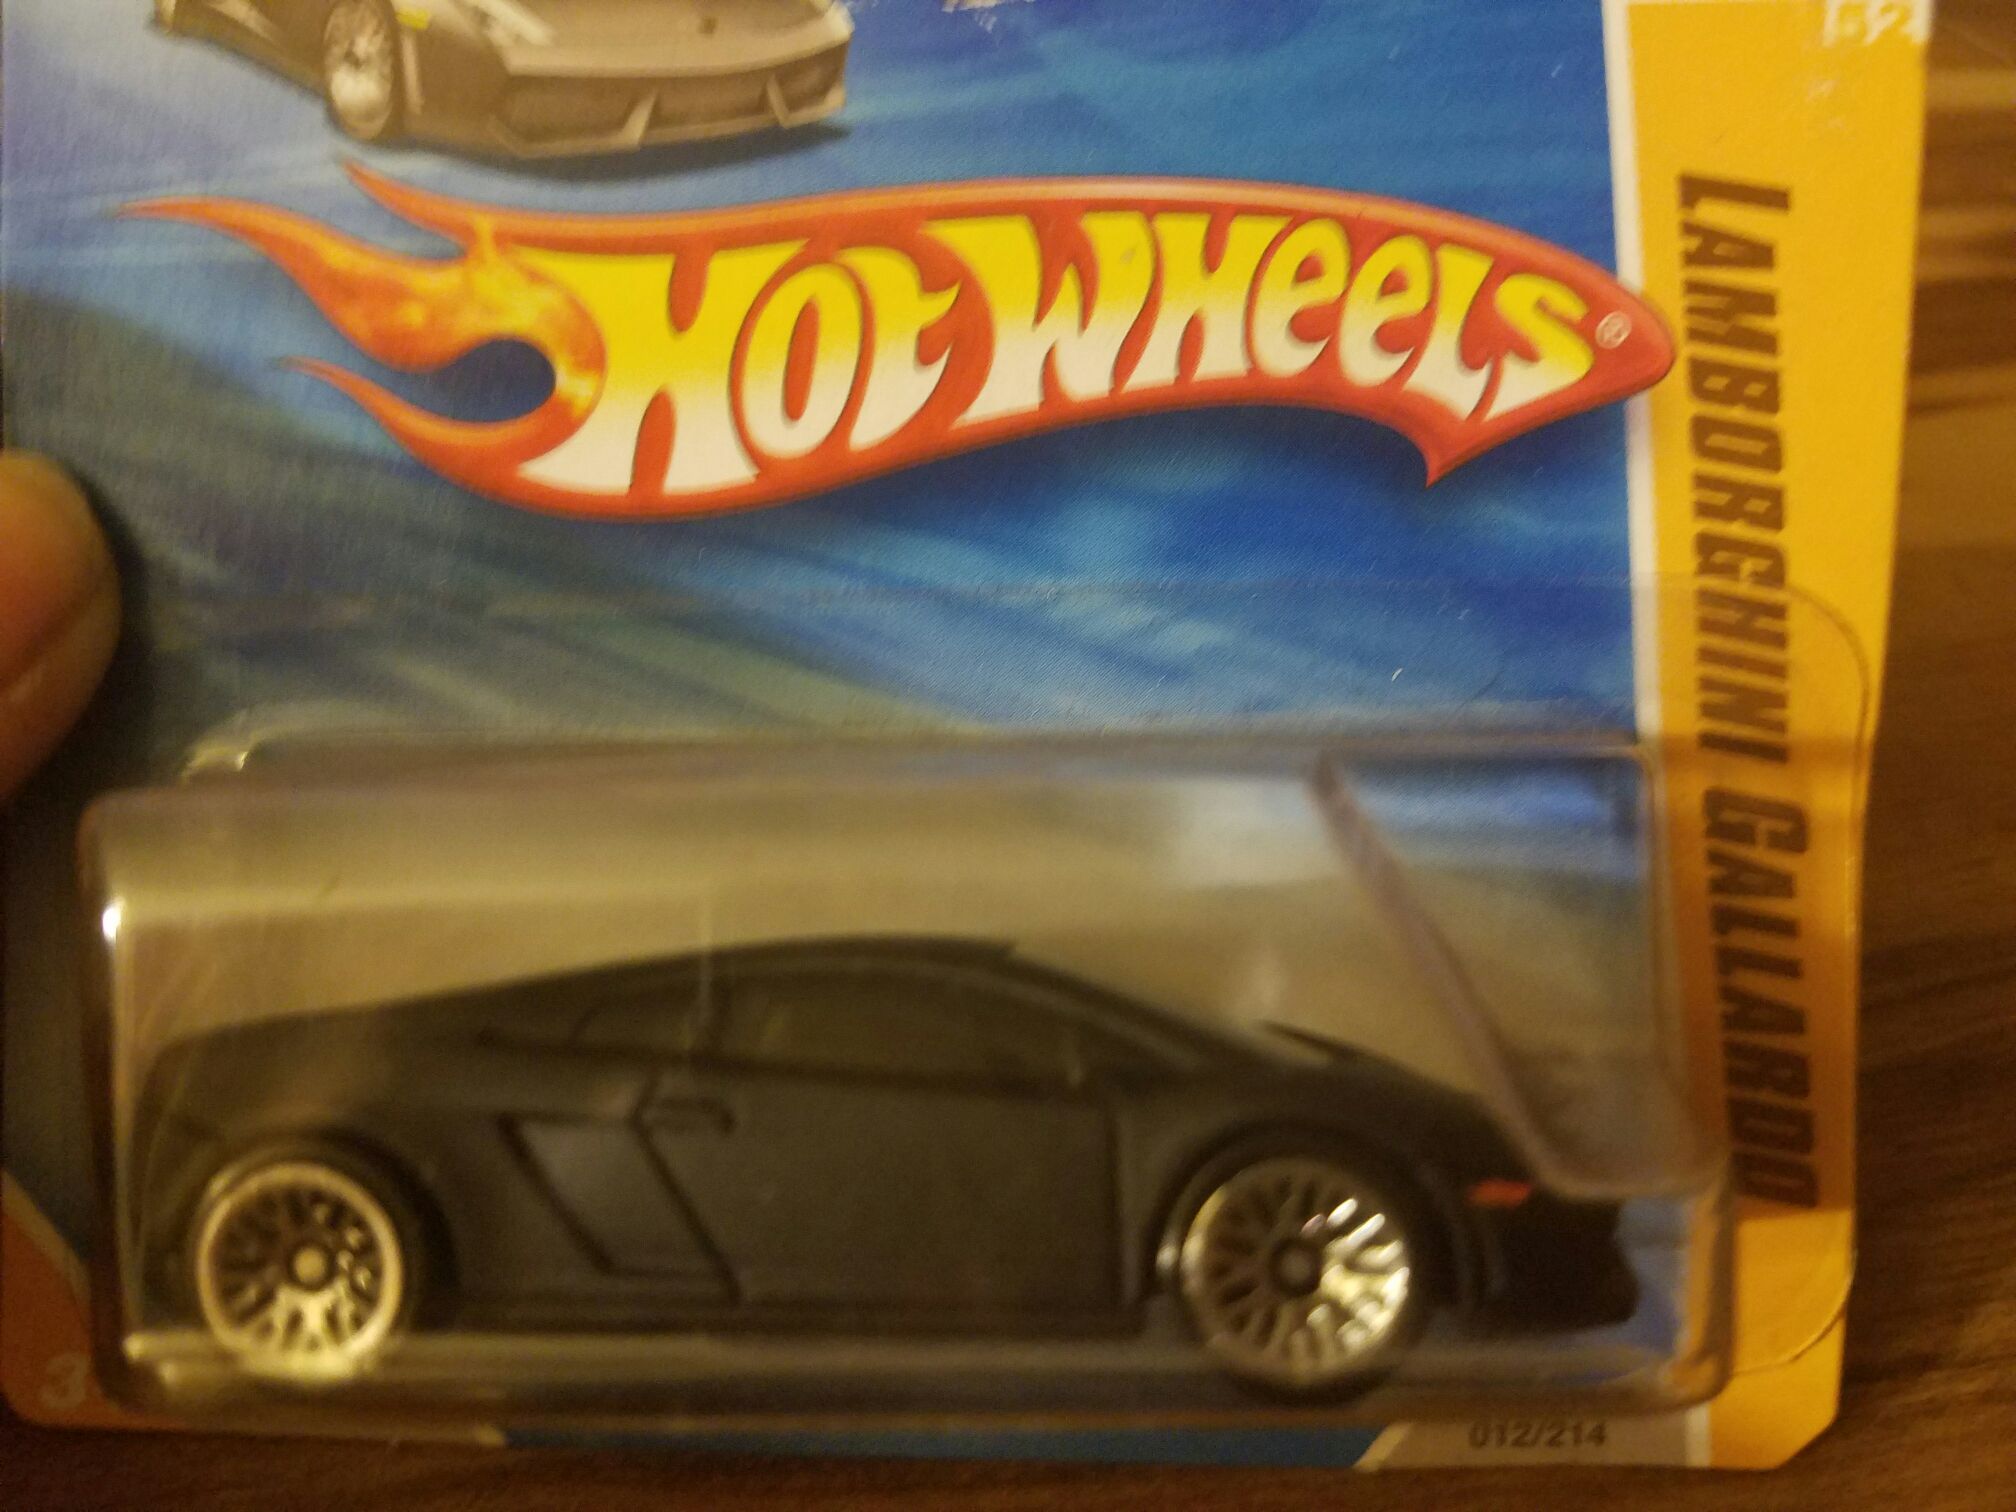 HOT WHEELS®
LAMBORGHINI GALLARDO
012/214